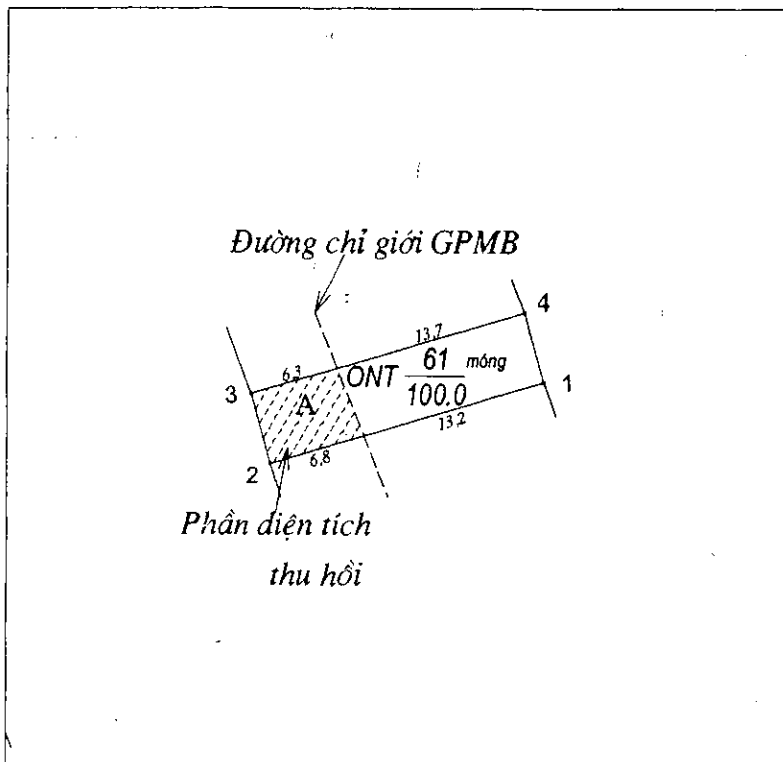 Đường chỉ giới GPMB
4
13,7
6,3
ONT 61 móng
100.0
3
A
1
13,2
6,8
2
Phần diện tích
thu hồi